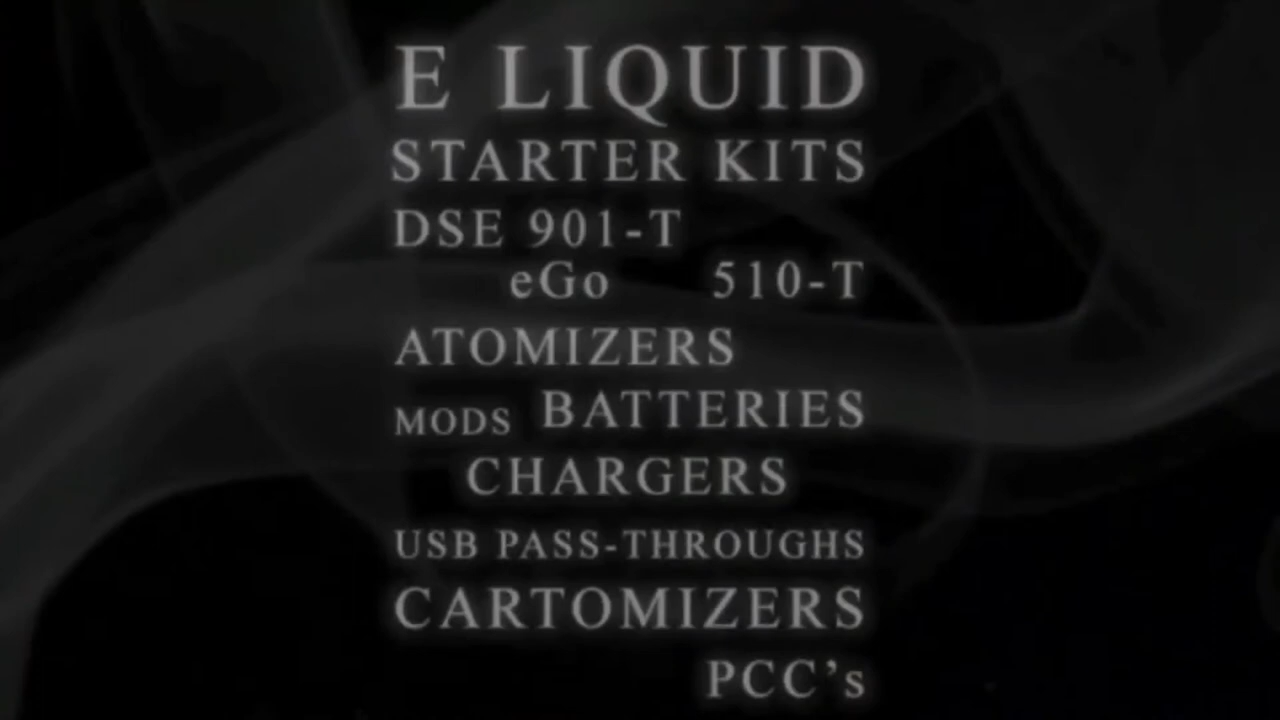 E LIQUID
STARTER KITS
DSE 901-T
eGo 510-T
ATOMIZERS
MODS BATTERIES
CHARGERS
USB PASS-THROUGHS
CARTOMIZERS
PCC's